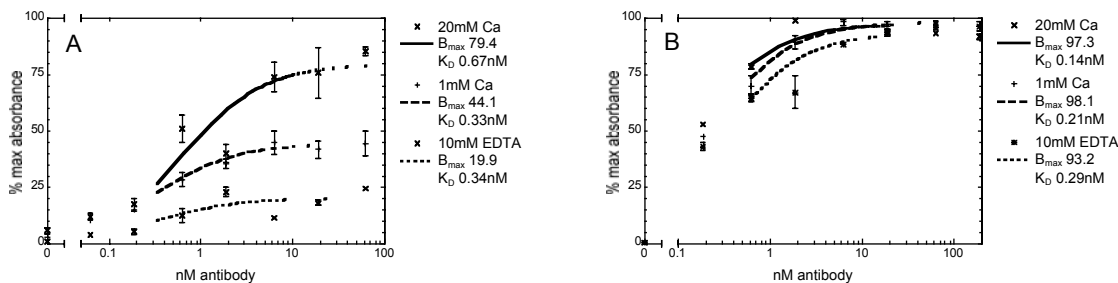 A
% max absorbance
100
75
50
25
0
0
0.1
1
10
100
nM antibody
20mM Ca
Bmax 79.4
KD 0.67nM
1mM Ca
Bmax 44.1
KD 0.33nM
10mM EDTA
Bmax 19.9
KD 0.34nM
B
% max absorbance
100
75
50
25
0
0
0.1
1
10
100
nM antibody
20mM Ca
Bmax 97.3
KD 0.14nM
1mM Ca
Bmax 98.1
KD 0.21nM
10mM EDTA
Bmax 93.2
KD 0.29nM